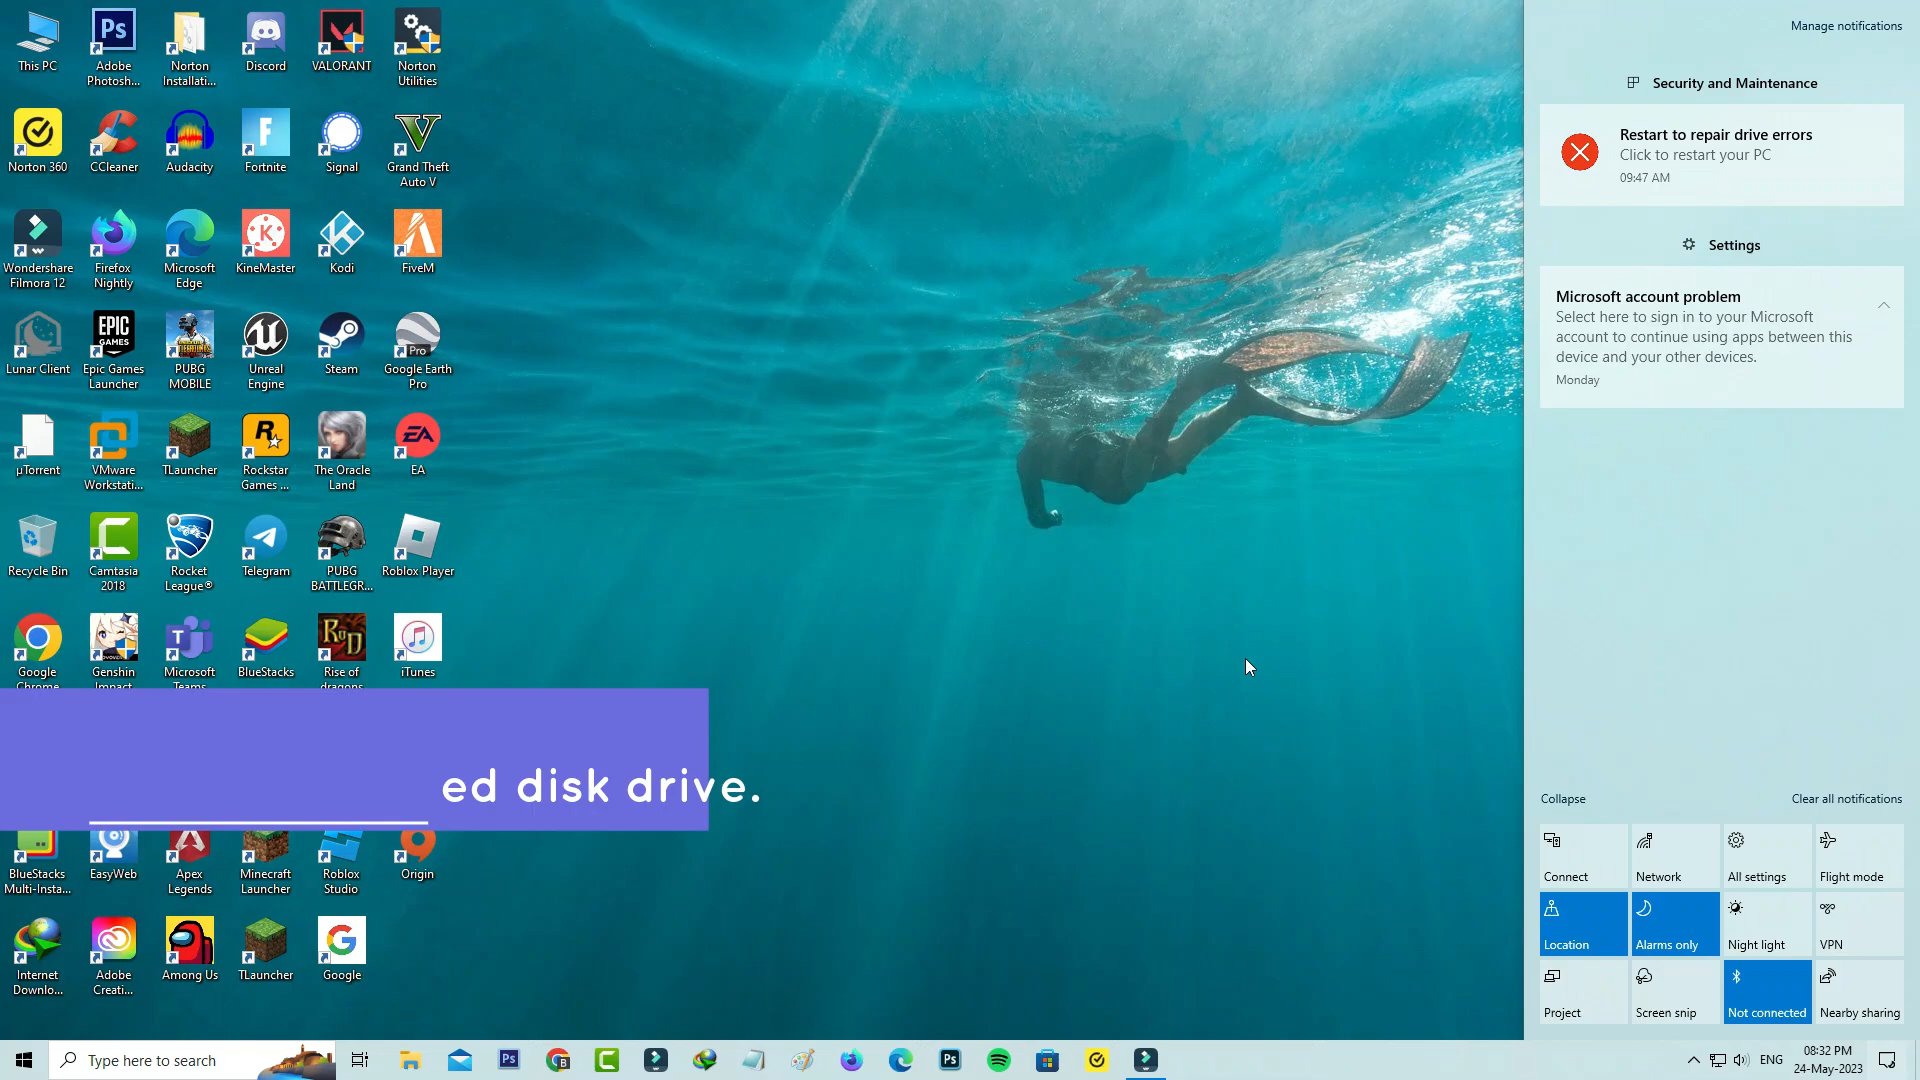 This PC
Adobe
Photosh...
Norton
Installati...
Discord
VALORANT
Norton
Utilities
Norton 360
CCleaner
Audacity
Fortnite
Signal
Grand Theft
Auto V
Wondershare
Filmora 12
Firefox
Nightly
Microsoft
Edge
KineMaster
Kodi
FiveM
Lunar Client
Epic Games
Launcher
PUBG
MOBILE
Unreal
Engine
Steam
Google Earth
Pro
µTorrent
VMware
Workstati...
TLauncher
Rockstar
Games ...
The Oracle
Land
EA
Recycle Bin
Camtasia
2018
Rocket
League®
Telegram
PUBG
BATTLEGR...
Roblox Player
Google
Chrome
Genshin
Impact
Microsoft
Teams
BlueStacks
Rise of
dragons
iTunes
ed disk drive.
BlueStacks
Multi-Insta...
EasyWeb
Apex
Legends
Minecraft
Launcher
Roblox
Studio
Origin
Internet
Downlo...
Adobe
Creati...
Among Us
TLauncher
Google
Manage notifications
Security and Maintenance
Restart to repair drive errors
Click to restart your PC
09:47 AM
Settings
Microsoft account problem
Select here to sign in to your Microsoft
account to continue using apps between this
device and your other devices.
Monday
Collapse
Clear all notifications
Connect
Network
All settings
Flight mode
Location
Alarms only
Night light
VPN
Project
Screen snip
Not connected
Nearby sharing
Type here to search
ENG
08:32 PM
24-May-2023